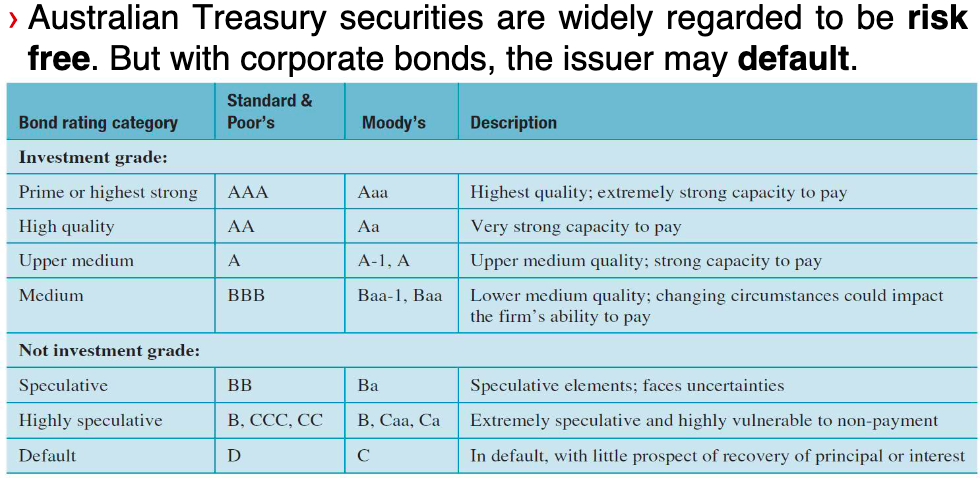 › Australian Treasury securities are widely regarded to be risk
free. But with corporate bonds, the issuer may default.
Bond rating category Standard & Poor's Moody's Description
Investment grade:
Prime or highest strong AAA Aaa Highest quality; extremely strong capacity to pay
High quality AA Aa Very strong capacity to pay
Upper medium A A-1, A Upper medium quality; strong capacity to pay
Medium BBB Baa-1, Baa Lower medium quality; changing circumstances could impact
the firm's ability to pay
Not investment grade:
Speculative BB Ba Speculative elements; faces uncertainties
Highly speculative B, CCC, CC B, Caa, Ca Extremely speculative and highly vulnerable to non-payment
Default D C In default, with little prospect of recovery of principal or interest